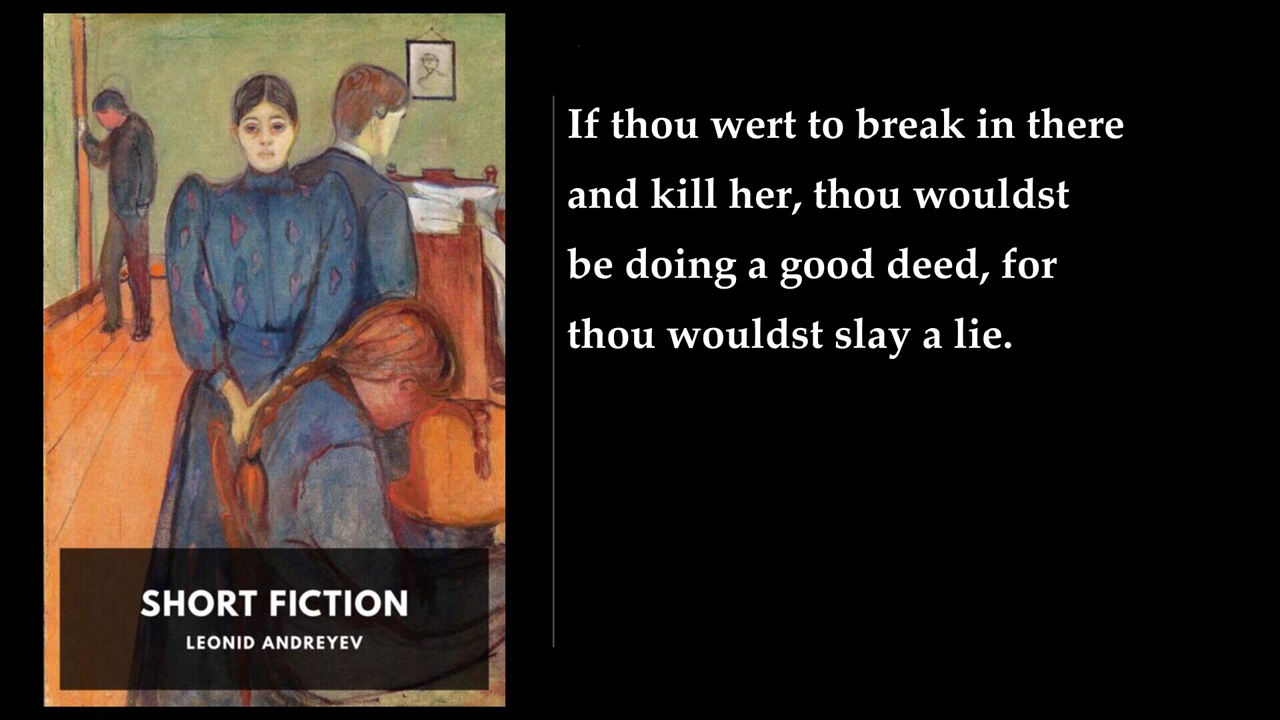 If thou wert to break in there
and kill her, thou wouldst
be doing a good deed, for
thou wouldst slay a lie.
SHORT FICTION
LEONID ANDREYEV